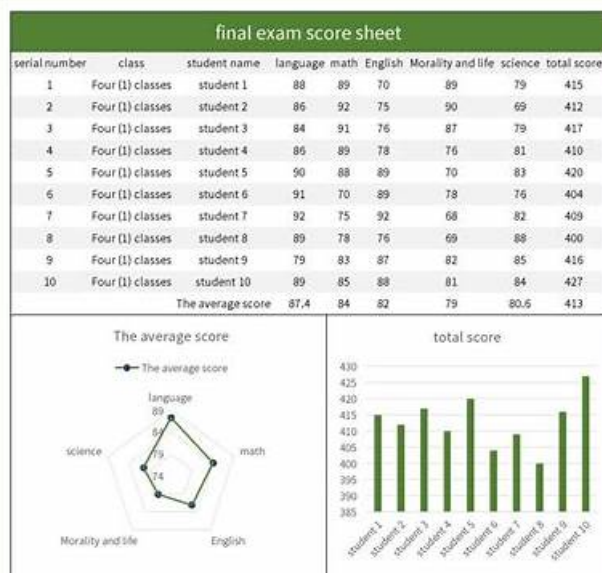 final exam score sheet
serial number class student name language math English Morality and life science total score
1 Four (1) classes student 1 88 89 70 89 79 415
2 Four (1) classes student 2 86 92 75 90 69 412
3 Four (1) classes student 3 84 91 76 87 79 417
4 Four (1) classes student 4 86 89 78 76 81 410
5 Four (1) classes student 5 90 88 89 70 83 420
6 Four (1) classes student 6 91 70 89 78 76 404
7 Four (1) classes student 7 92 75 92 68 82 409
8 Four (1) classes student 8 89 78 76 69 88 400
9 Four (1) classes student 9 79 83 87 82 85 416
10 Four (1) classes student 10 89 85 88 81 84 427
The average score 87.4 84 82 79 80.6 413
The average score
The average score
language
89
84
79
74
science
math
Morality and life
English
total score
430
425
420
415
410
405
400
395
390
385
student 1
student 2
student 3
student 4
student 5
student 6
student 7
student 8
student 9
student 10